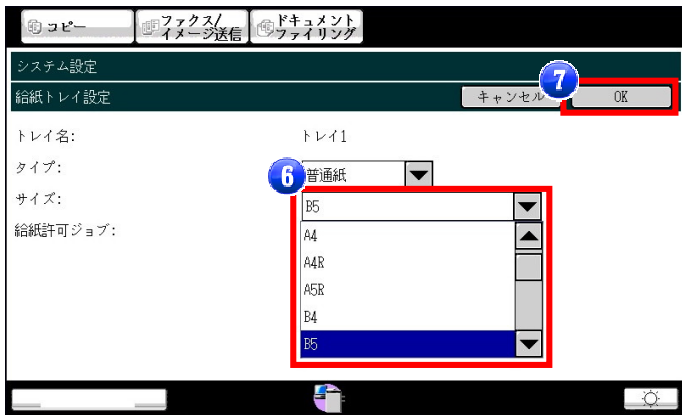 コピー
ファクス/
イメージ送信
ドキュメント
ファイリング
システム設定
給紙トレイ設定
キャンセル
7
OK
トレイ名:
トレイ1
タイプ:
6
普通紙
サイズ:
B5
給紙許可ジョブ:
A4
A4R
A5R
B4
B5